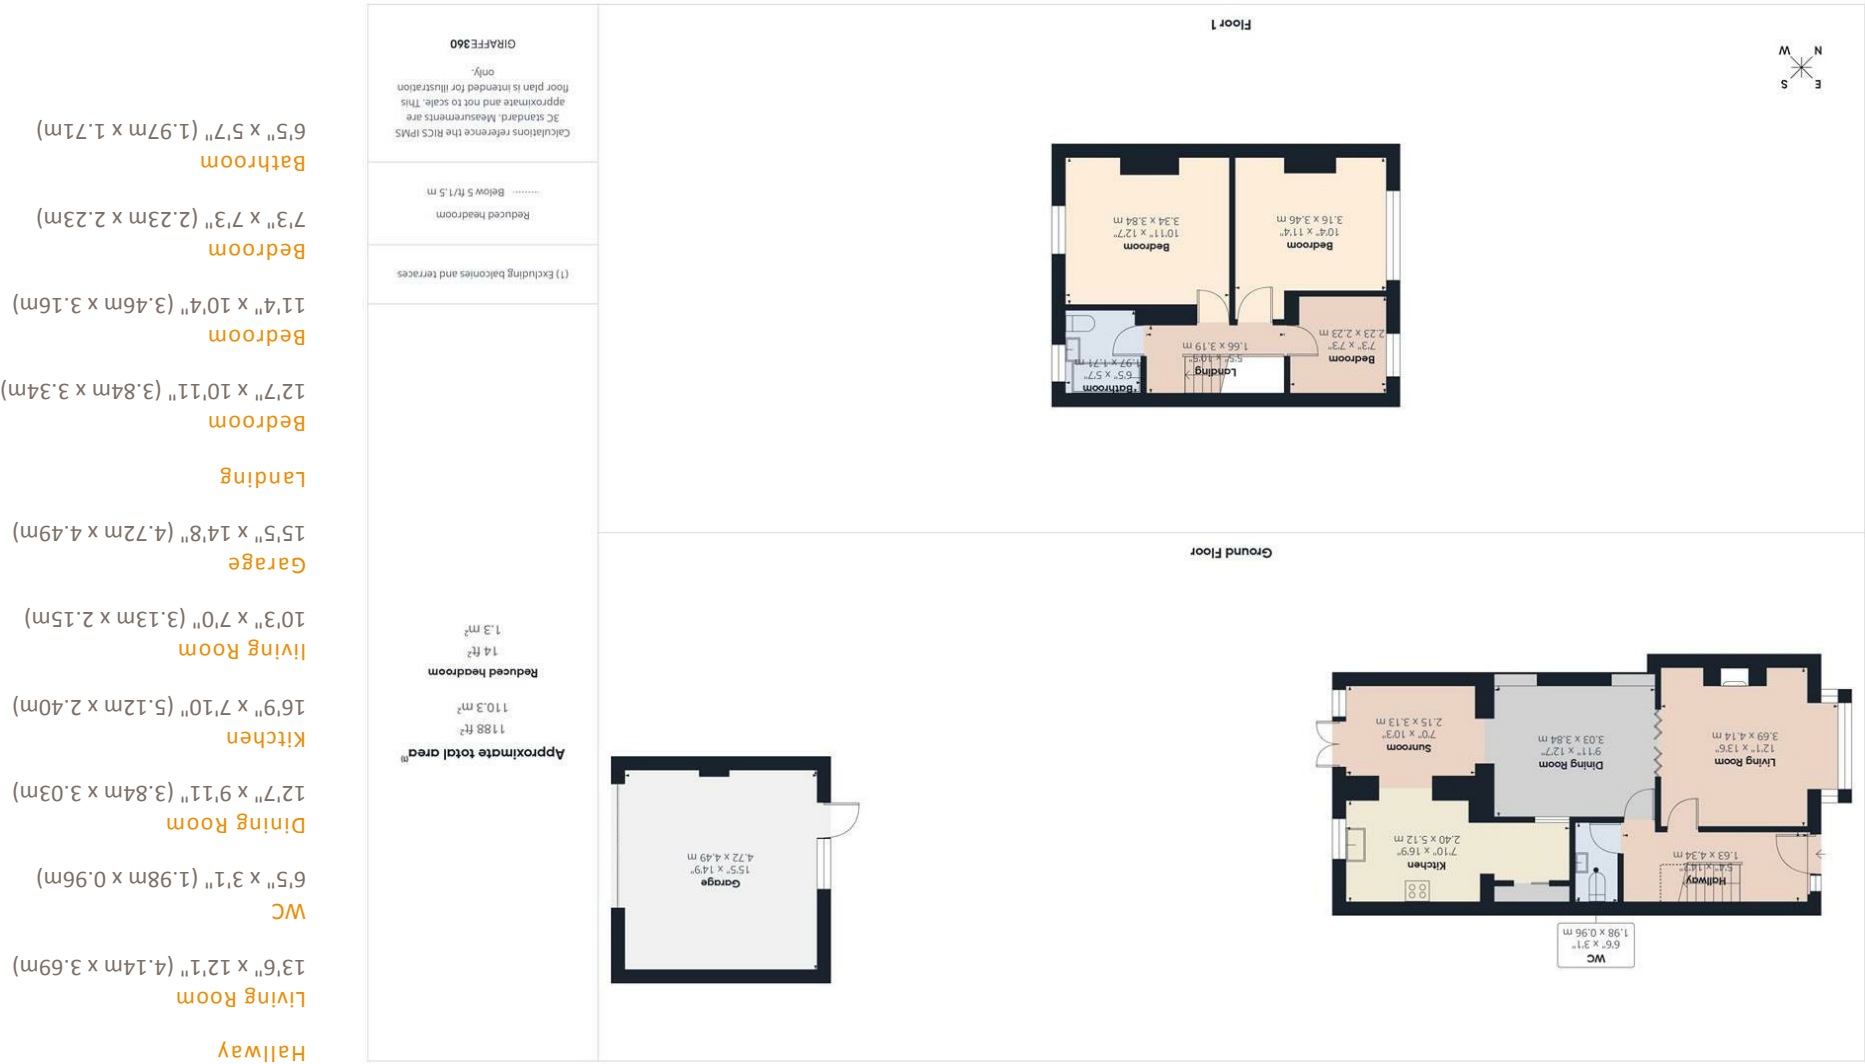 WC
6'6" x 3'1"
1.98 x 0.96 m
Hallway
5'4" x 14'2"
1.63 x 4.34 m
Kitchen
7'10" x 16'9"
2.40 x 5.12 m
Living Room
12'1" x 13'6"
3.69 x 4.14 m
Dining Room
9'11" x 12'7"
3.03 x 3.84 m
Sunroom
7'0" x 10'3"
2.15 x 3.13 m
Garage
15'5" x 14'9"
4.72 x 4.49 m
Ground Floor
Landing
5'5" x 10'5"
1.66 x 3.19 m
Bathroom
6'5" x 5'7"
1.97 x 1.71 m
Bedroom
7'3" x 7'3"
2.23 x 2.23 m
Bedroom
10'4" x 11'4"
3.16 x 3.46 m
Bedroom
10'11" x 12'7"
3.34 x 3.84 m
E S
N W
Floor 1
Approximate total area(1)
1188 ft²
110.3 m²
Reduced headroom
14 ft²
1.3 m²
(1) Excluding balconies and terraces
Reduced headroom
Below 5 ft/1.5 m
Calculations reference the RICS IPMS
3C standard. Measurements are
approximate and not to scale. This
floor plan is intended for illustration
only.
GIRAFFE360
Hallway
Living Room
13'6" x 12'1" (4.14m x 3.69m)
WC
6'5" x 3'1" (1.98m x 0.96m)
Dining Room
12'7" x 9'11" (3.84m x 3.03m)
Kitchen
16'9" x 7'10" (5.12m x 2.40m)
living Room
10'3" x 7'0" (3.13m x 2.15m)
Garage
15'5" x 14'8" (4.72m x 4.49m)
Landing
Bedroom
12'7" x 10'11" (3.84m x 3.34m)
Bedroom
11'4" x 10'4" (3.46m x 3.16m)
Bedroom
7'3" x 7'3" (2.23m x 2.23m)
Bathroom
6'5" x 5'7" (1.97m x 1.71m)